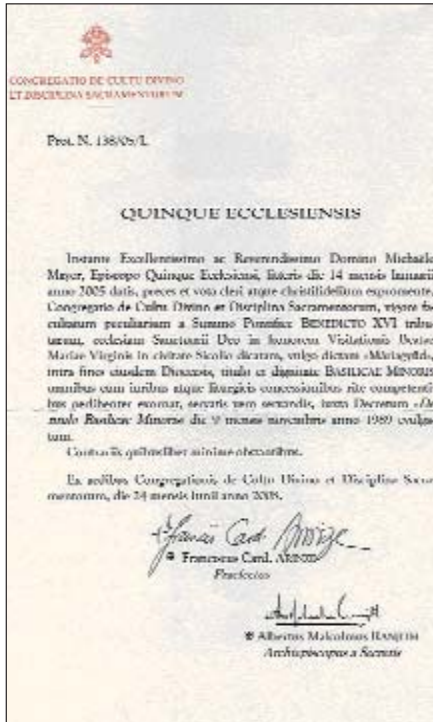 CONGREGATIO DE CULTU DIVINO
ET DISCIPLINA SACRAMENTORUM
Prot. N. 138/05/L
QUINQUE ECCLESIENSIS
Instante Excellentissimo ac Reverendissimo Domino Michaële
Mayer, Episcopo Quinque Ecclesiensi, litteris die 14 mensis Ianuarii
anno 2005 datis, preces et vota cleri atque christifidelium expromente,
Congregatio de Cultu Divino et Disciplina Sacramentorum, vigore fa-
cultatum peculiarium a Summo Pontifice BENEDICTO XVI tribu-
tarum, ecclesiam Sanctuarii Deo in honorem Visitationis Beatae
Mariae Virginis in civitate dicatam, vulgo dictam
intra fines eiusdem Dioecesis, titulo et dignitate BASILICAE MINORIS
omnibus cum iuribus atque liturgicis concessionibus rite competenti-
bus perlibenter exornat, servatis vero servandis, iuxta Decretum «De
titulo Basilicae Minoris» die 9 mensis novembris anno 1989 evulga-
tum.
Contrariis quibuslibet minime obstantibus.
Ex aedibus Congregationis de Cultu Divino et Disciplina Sacra-
mentorum, die 24 mensis Iunii anno
Francis Card. Arinze
✠ Franciscus Card. ARINZE
Praefectus
✠ Albertus Malcolmus RANJITH
Archiepiscopus a Secretis